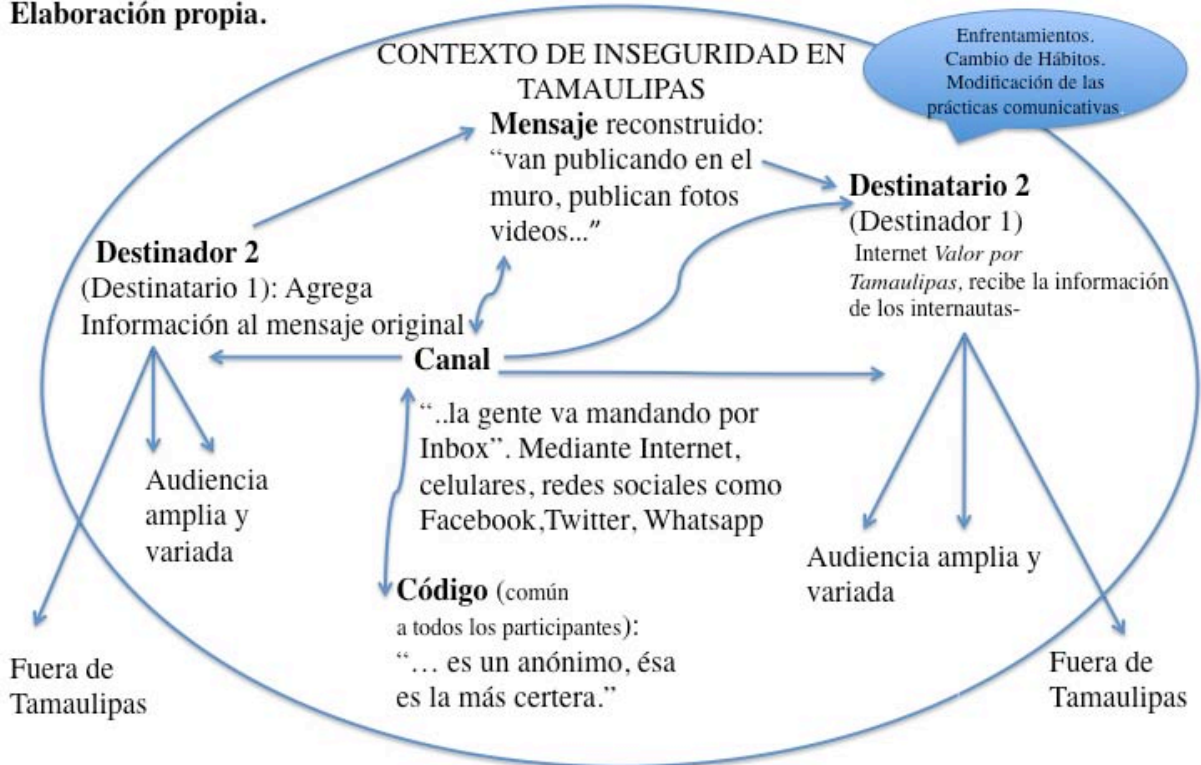 Elaboración propia.
CONTEXTO DE INSEGURIDAD EN
TAMAULIPAS
Enfrentamientos.
Cambio de Hábitos.
Modificación de las
prácticas comunicativas.
Mensaje reconstruido:
“van publicando en el
muro, publican fotos
videos...”
Destinatario 2
(Destinador 1)
Internet Valor por
Tamaulipas, recibe la información
de los internautas-
Destinador 2
(Destinatario 1): Agrega
Información al mensaje original
Canal
“..la gente va mandando por
Inbox”. Mediante Internet,
celulares, redes sociales como
Facebook,Twitter, Whatsapp
Audiencia
amplia y
variada
Audiencia amplia y
variada
Código (común
a todos los participantes):
“… es un anónimo, ésa
es la más certera.”
Fuera de
Tamaulipas
Fuera de
Tamaulipas